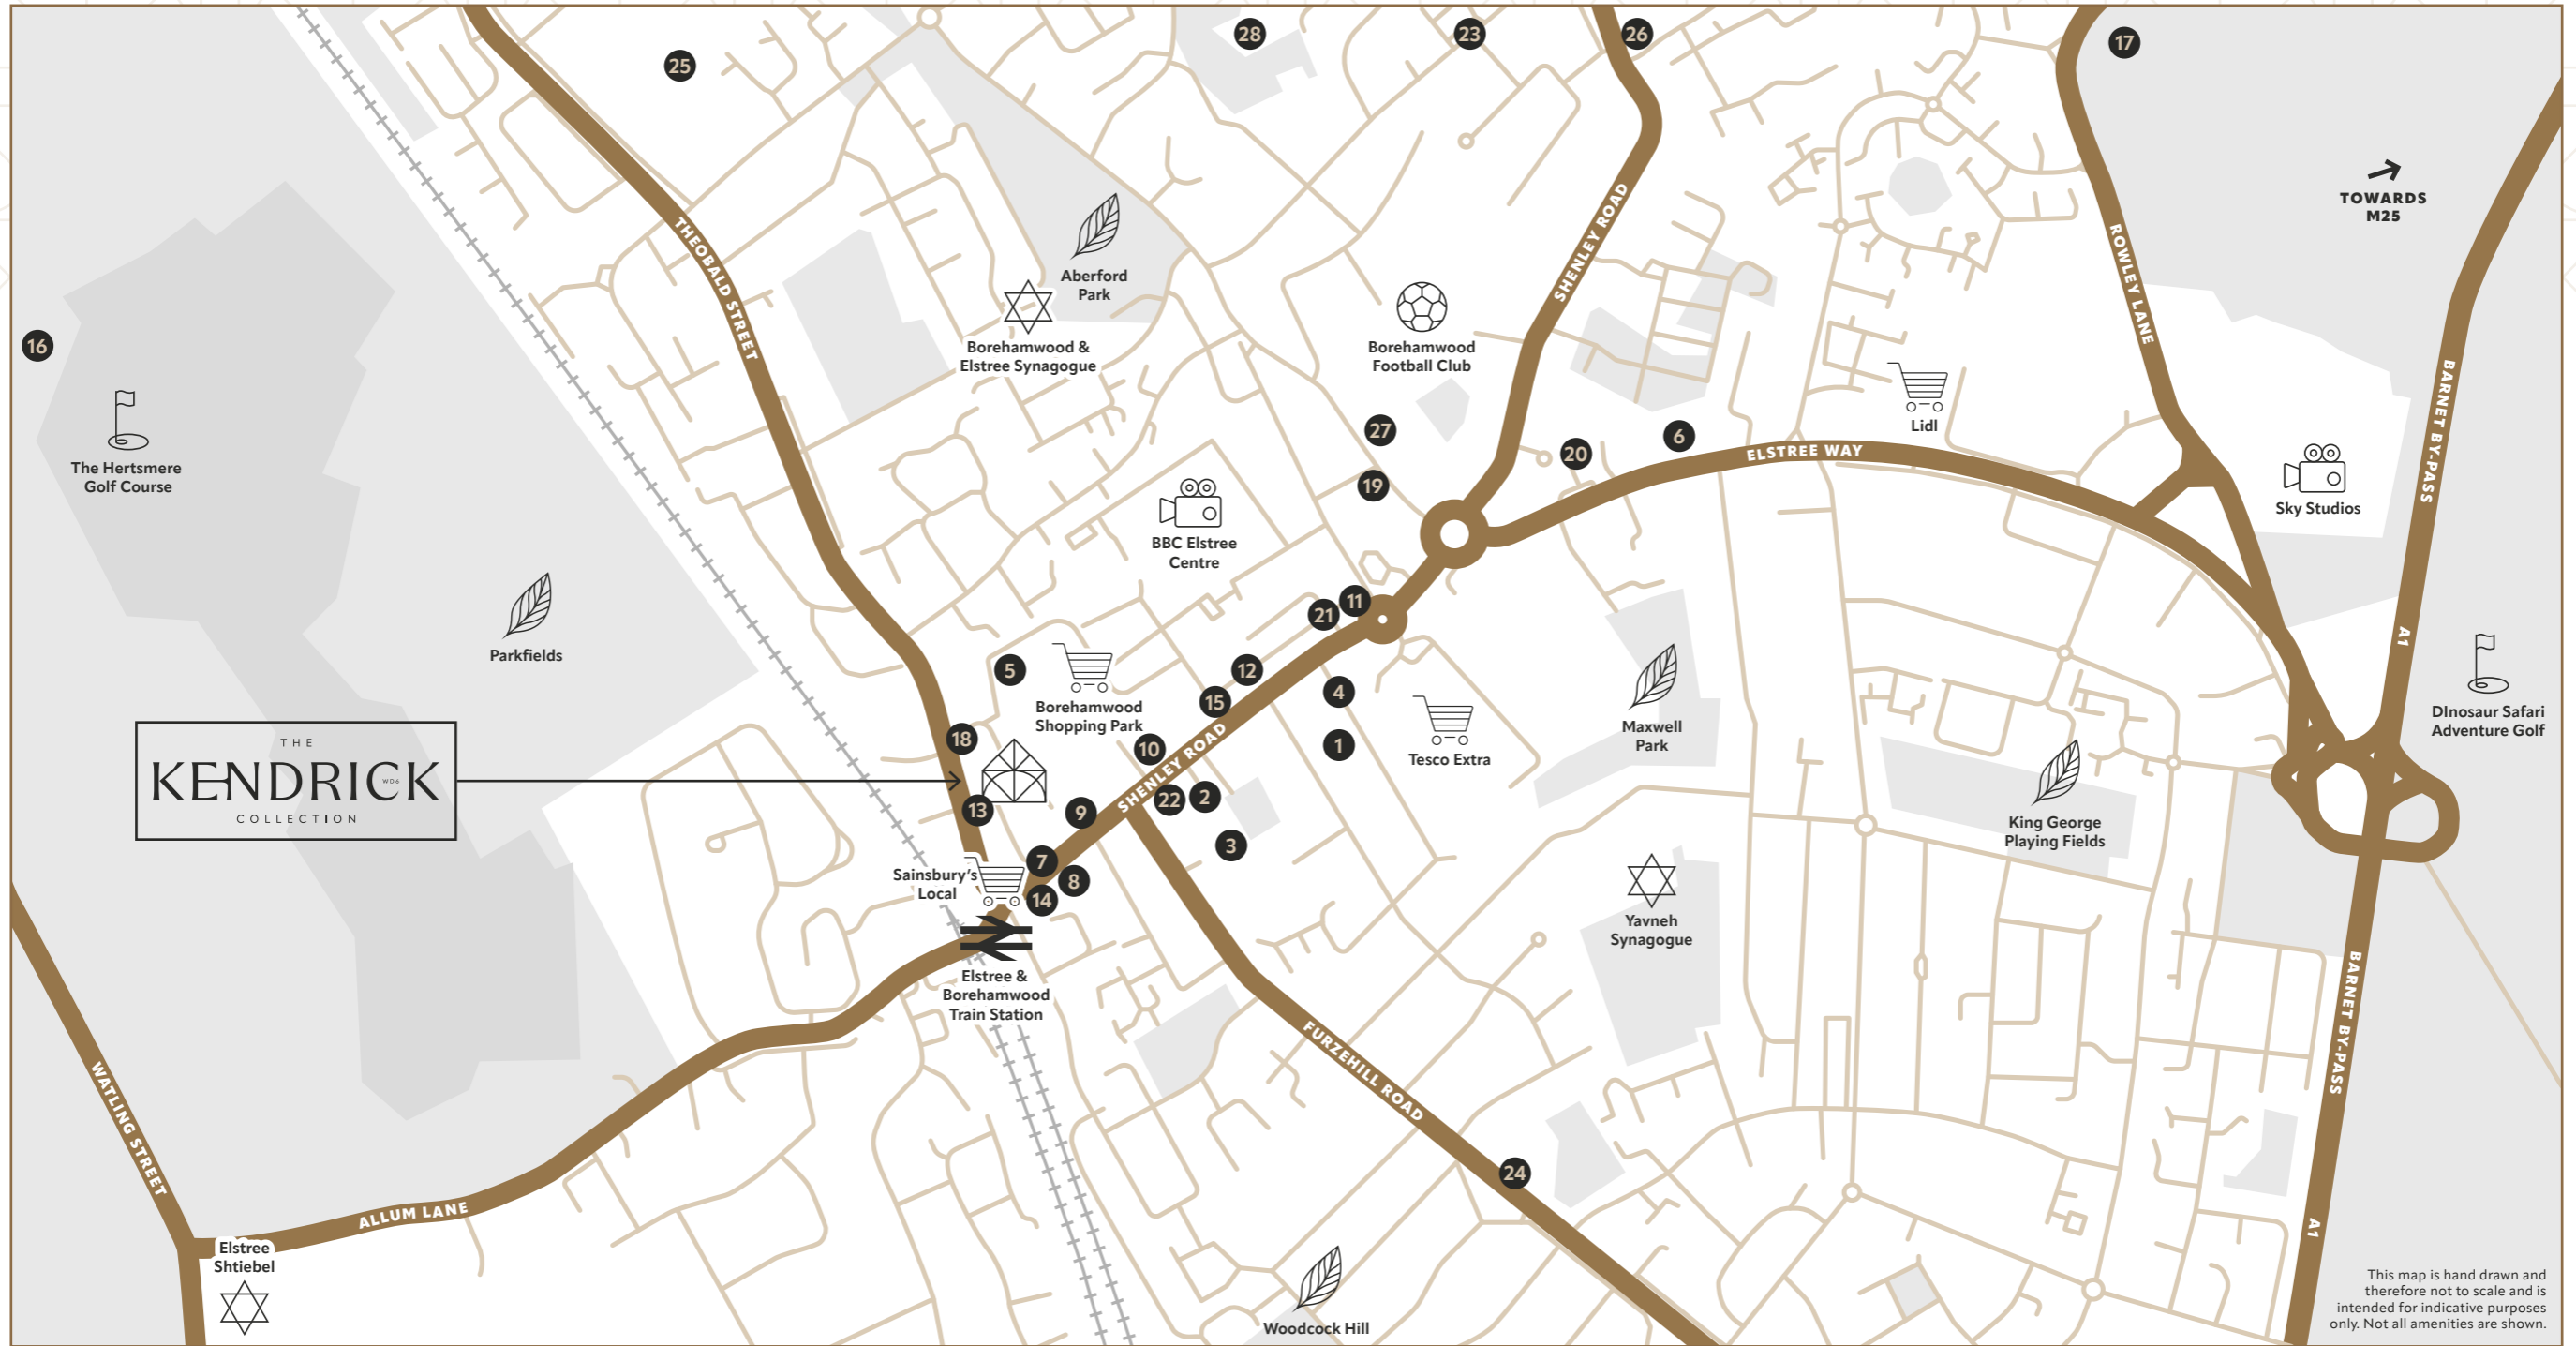 28
23
26
17
25
TOWARDS
M25
THEOBALD STREET
SHENLEY ROAD
ROWLEY LANE
Aberford
Park
16
Borehamwood &
Elstree Synagogue
Borehamwood
Football Club
BARNET BY-PASS
Lidl
27
6
20
ELSTREE WAY
The Hertsmere
Golf Course
19
Sky Studios
BBC Elstree
Centre
11
21
A1
Parkfields
5
12
4
15
Borehamwood
Shopping Park
DInosaur Safari
Adventure Golf
Maxwell
Park
18
10
1
Tesco Extra
THE
KENDRICK
WD6
COLLECTION
SHENLEY ROAD
13
9
22
2
King George
Playing Fields
3
7
8
14
Sainsbury's
Local
Yavneh
Synagogue
Elstree &
Borehamwood
Train Station
BARNET BY-PASS
WATLING STREET
FURZEHILL ROAD
24
ALLUM LANE
A1
Elstree
Shtiebel
Woodcock Hill
This map is hand drawn and
therefore not to scale and is
intended for indicative purposes
only. Not all amenities are shown.